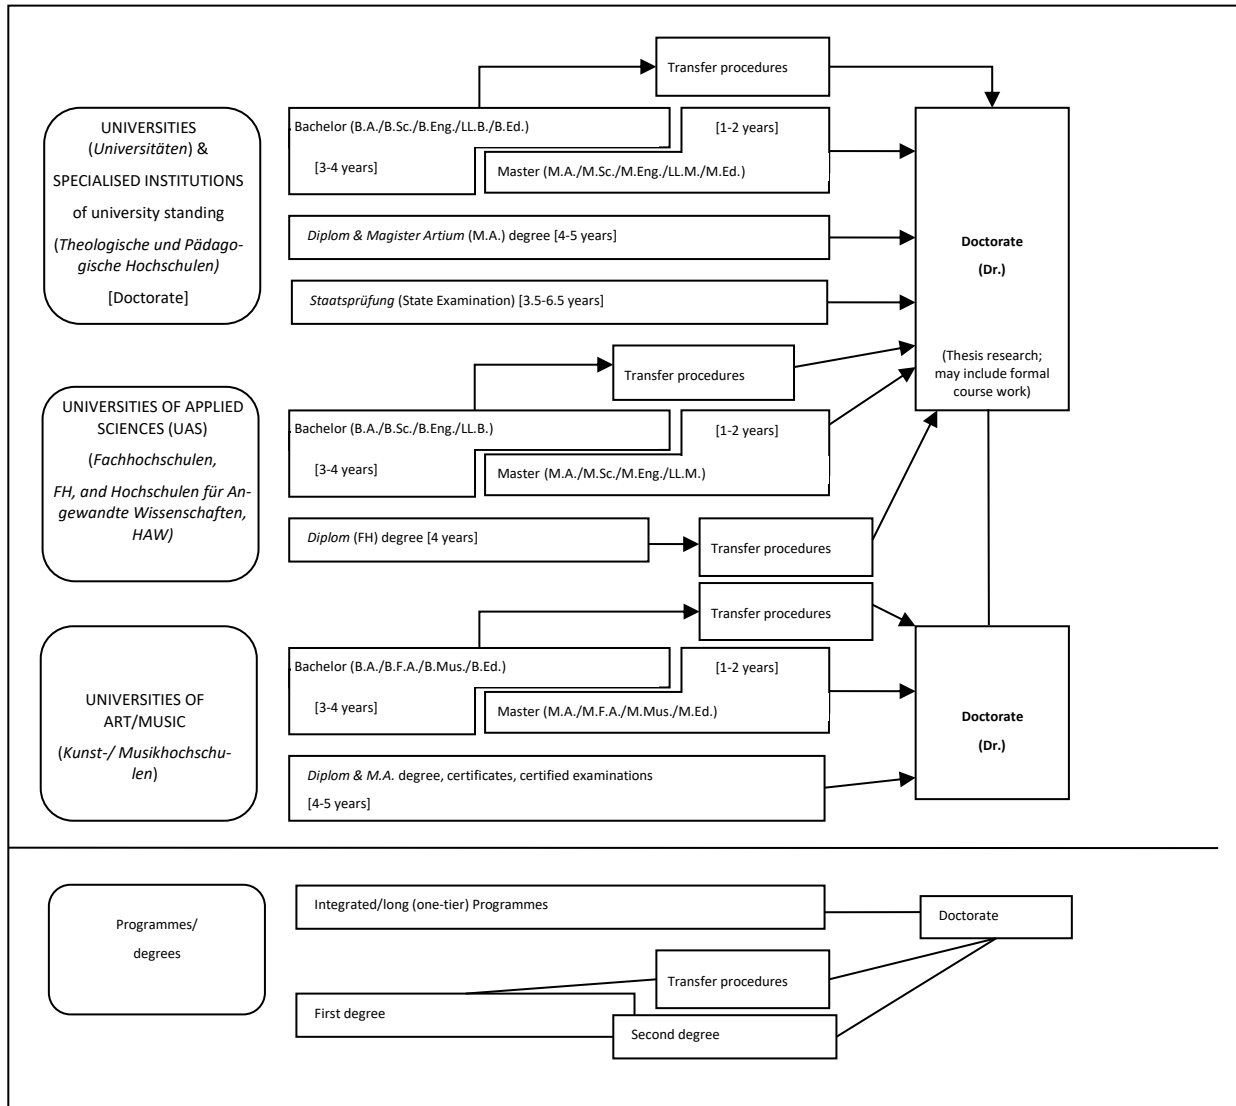 Transfer procedures
UNIVERSITIES
(Universitäten) &
SPECIALISED INSTITUTIONS
of university standing
(Theologische und Pädago-
gische Hochschulen)
[Doctorate]
Bachelor (B.A./B.Sc./B.Eng./LL.B./B.Ed.)
[3-4 years]
[1-2 years]
Master (M.A./M.Sc./M.Eng./LL.M./M.Ed.)
Diplom & Magister Artium (M.A.) degree [4-5 years]
Staatsprüfung (State Examination) [3.5-6.5 years]
Doctorate
(Dr.)
(Thesis research;
may include formal
course work)
Transfer procedures
UNIVERSITIES OF APPLIED
SCIENCES (UAS)
(Fachhochschulen,
FH, and Hochschulen für An-
gewandte Wissenschaften,
HAW)
Bachelor (B.A./B.Sc./B.Eng./LL.B.)
[3-4 years]
[1-2 years]
Master (M.A./M.Sc./M.Eng./LL.M.)
Diplom (FH) degree [4 years]
Transfer procedures
Transfer procedures
UNIVERSITIES OF
ART/MUSIC
(Kunst-/ Musikhochschu-
len)
Bachelor (B.A./B.F.A./B.Mus./B.Ed.)
[3-4 years]
[1-2 years]
Master (M.A./M.F.A./M.Mus./M.Ed.)
Diplom & M.A. degree, certificates, certified examinations
[4-5 years]
Doctorate
(Dr.)
Programmes/
degrees
Integrated/long (one-tier) Programmes
Doctorate
Transfer procedures
First degree
Second degree